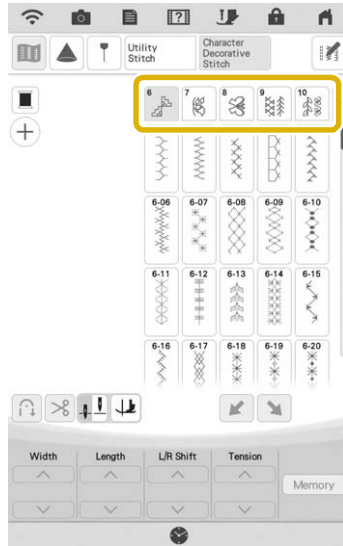 ?
Utility
Stitch
Character
Decorative
Stitch
6 7 8 9 10
6-06 6-07 6-08 6-09 6-10
6-11 6-12 6-13 6-14 6-15
6-16 6-17 6-18 6-19 6-20
Width Length L/R Shift Tension
Memory